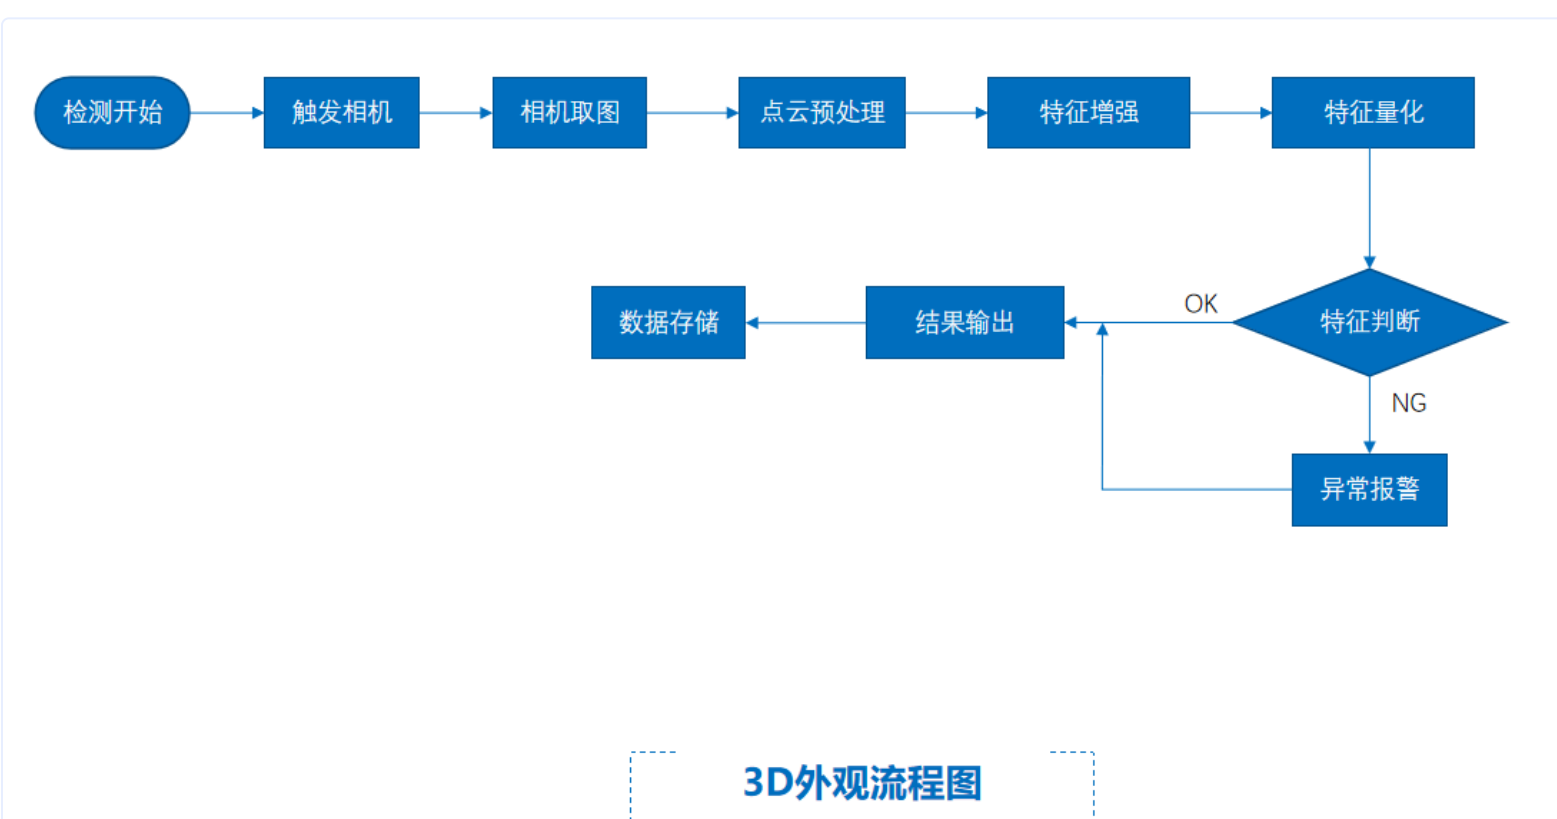 检测开始
触发相机
相机取图
点云预处理
特征增强
特征量化
特征判断
OK
NG
结果输出
数据存储
异常报警
3D外观流程图